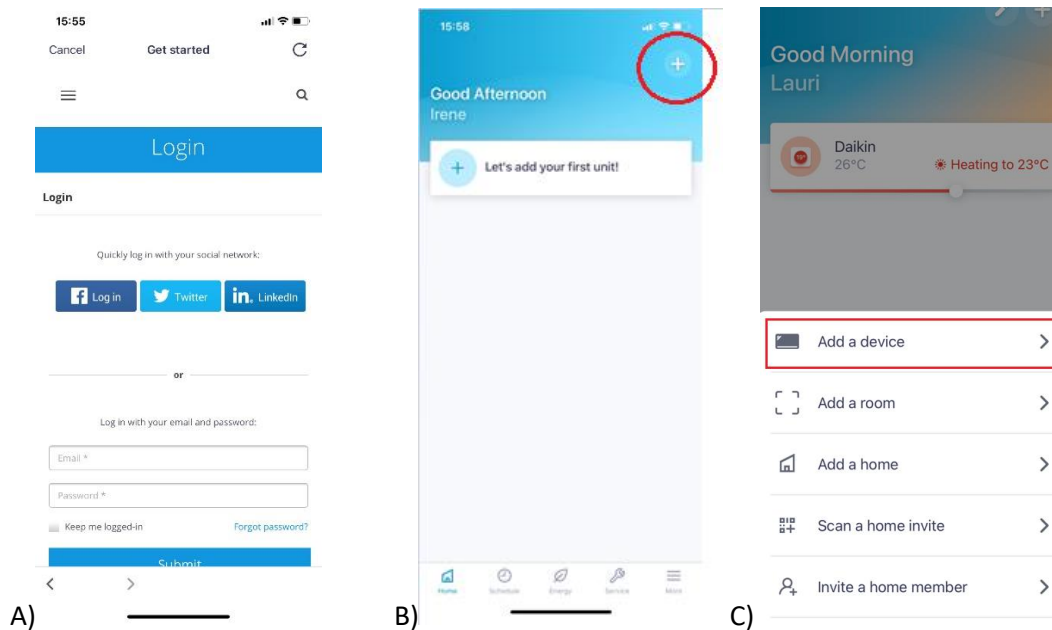 15:55
Cancel Get started
Login
Login
Quickly log in with your social network:
Log in Twitter in. LinkedIn
or
Log in with your email and password:
Email *
Password *
Keep me logged-in Forgot password?
Submit
A)
15:58
Good Afternoon
Irene
Let's add your first unit!
Home Schedule Energy Service More
B)
Good Morning
Lauri
Daikin
26°C Heating to 23°C
Add a device
Add a room
Add a home
Scan a home invite
Invite a home member
C)